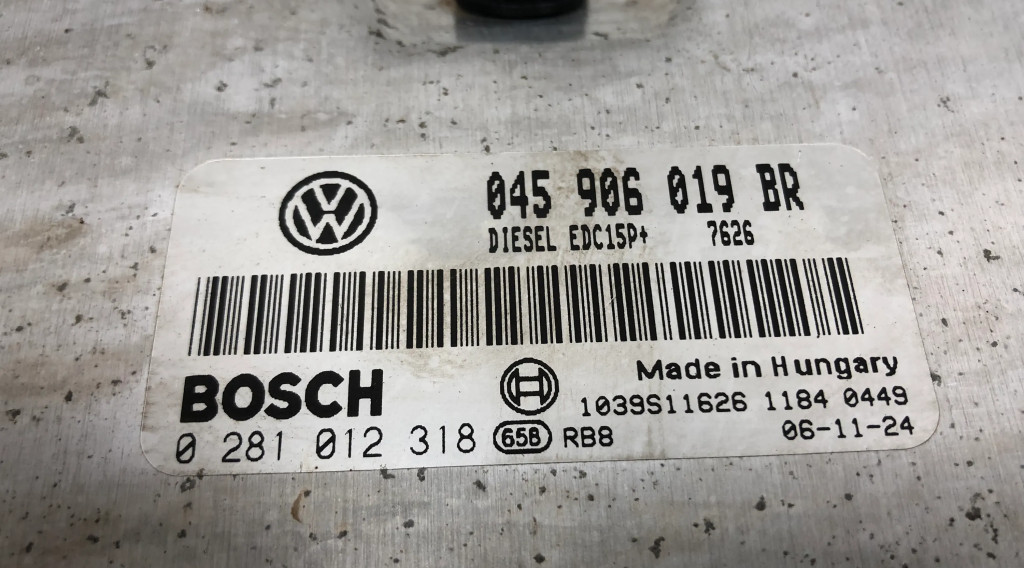 045 906 019 BR
DIESEL EDC15P+ 7626
BOSCH
Made in Hungary
1039S11626 1184 0449
0 281 012 318 65B RB8
06-11-24